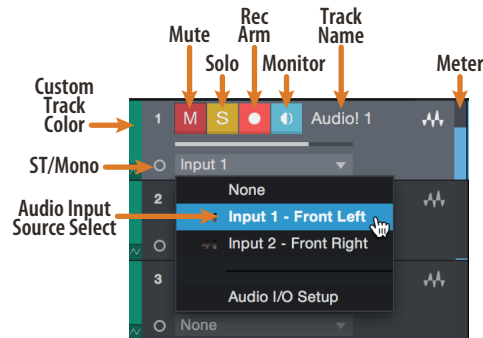 Mute
Rec
Arm
Track
Name
Solo
Monitor
Meter
Custom
Track
Color
1 M S Audio! 1
ST/Mono
Input 1
None
2
Audio Input
Source Select
Input 1 - Front Left
Input 2 - Front Right
3
Audio I/O Setup
None